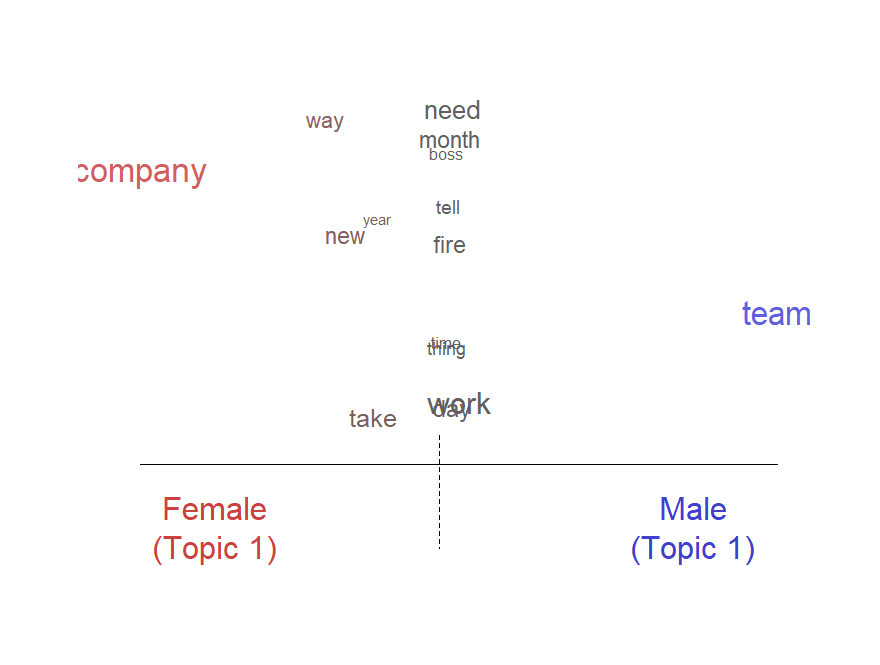 need
way
month
boss
company
tell
year
new
fire
team
time
thing
work
day
take
Female
(Topic 1)
Male
(Topic 1)